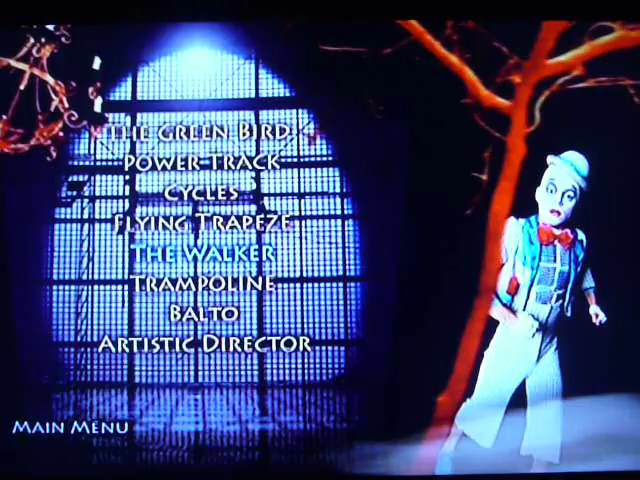 The Green Bird
Power Track
Cycles
Flying Trapeze
The Walker
Trampoline
Balto
Artistic Director
Main Menu